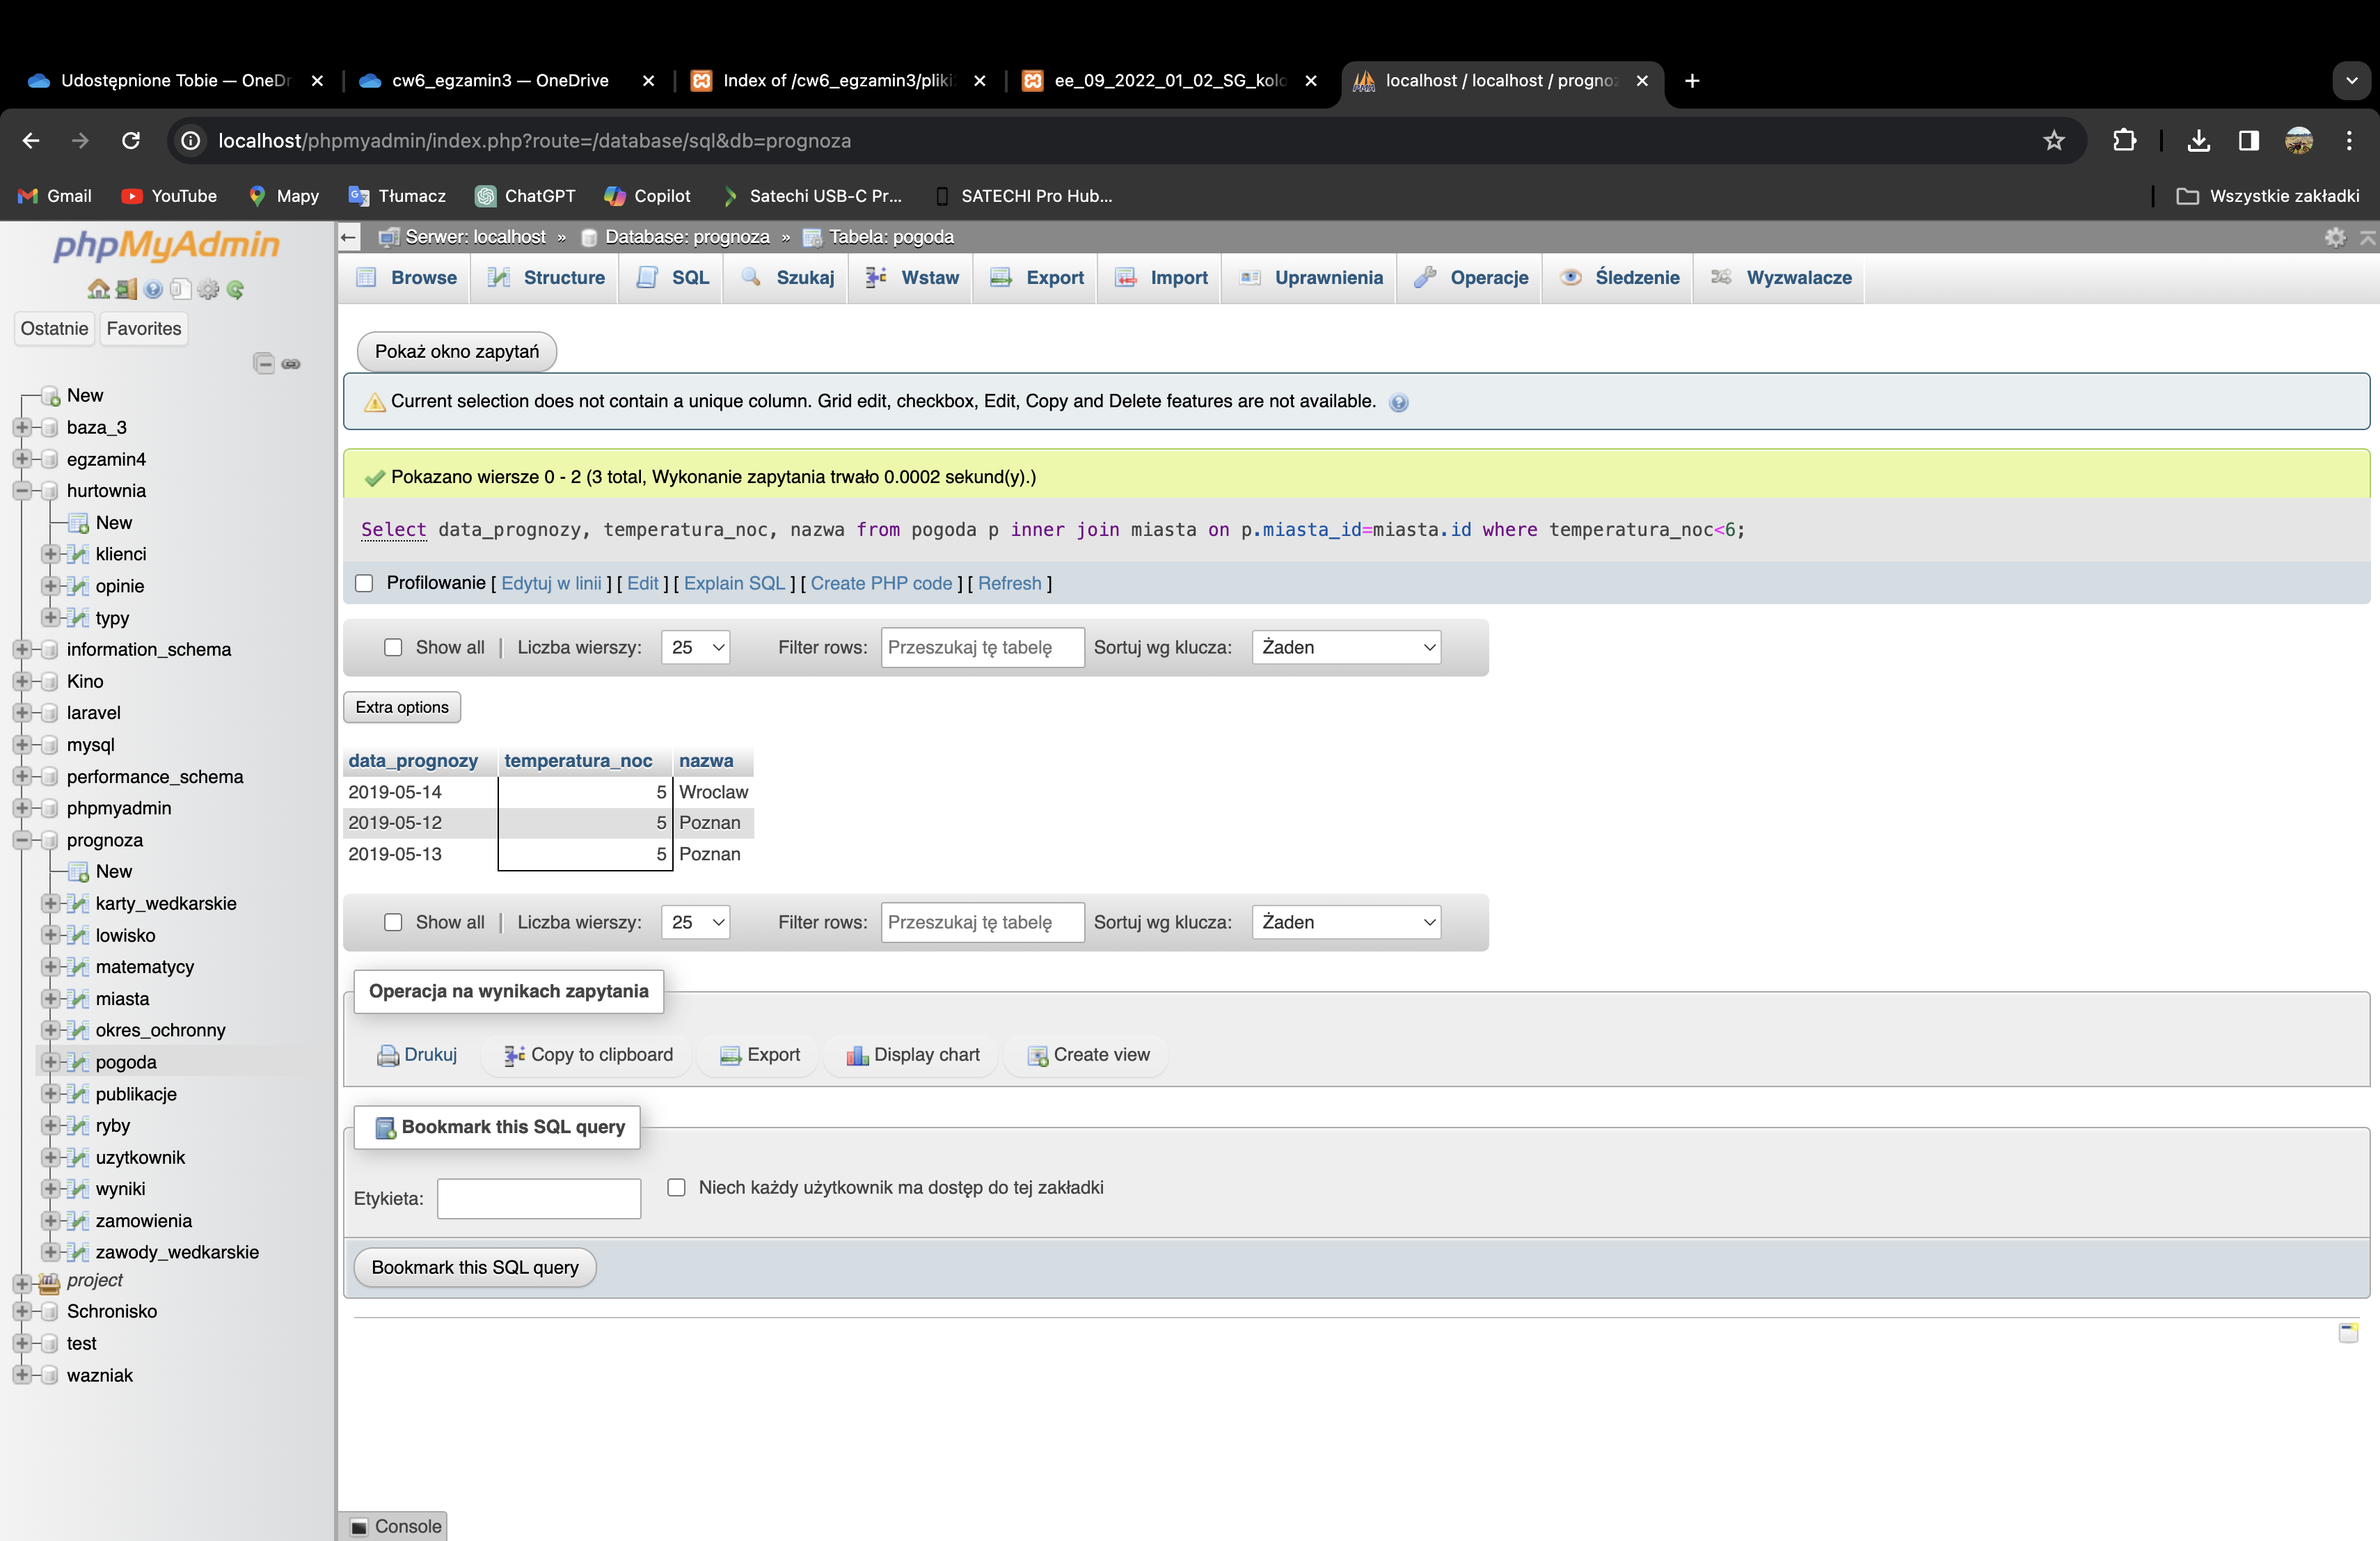 Udostępnione Tobie — OneDr
cw6_egzamin3 — OneDrive
Index of /cw6_egzamin3/pliki
ee_09_2022_01_02_SG_kolo
localhost / localhost / progno
localhost/phpmyadmin/index.php?route=/database/sql&db=prognoza
Gmail
YouTube
Mapy
Tłumacz
ChatGPT
Copilot
Satechi USB-C Pr...
SATECHI Pro Hub...
Wszystkie zakładki
phpMyAdmin
Ostatnie
Favorites
New
baza_3
egzamin4
hurtownia
New
klienci
opinie
typy
information_schema
Kino
laravel
mysql
performance_schema
phpmyadmin
prognoza
New
karty_wedkarskie
lowisko
matematycy
miasta
okres_ochronny
pogoda
publikacje
ryby
uzytkownik
wyniki
zamowienia
zawody_wedkarskie
project
Schronisko
test
wazniak
Serwer: localhost » Database: prognoza » Tabela: pogoda
Browse
Structure
SQL
Szukaj
Wstaw
Export
Import
Uprawnienia
Operacje
Śledzenie
Wyzwalacze
Pokaż okno zapytań
Current selection does not contain a unique column. Grid edit, checkbox, Edit, Copy and Delete features are not available.
Pokazano wiersze 0 - 2 (3 total, Wykonanie zapytania trwało 0.0002 sekund(y).)
Select data_prognozy, temperatura_noc, nazwa from pogoda p inner join miasta on p.miasta_id=miasta.id where temperatura_noc<6;
Profilowanie [ Edytuj w linii ] [ Edit ] [ Explain SQL ] [ Create PHP code ] [ Refresh ]
Show all | Liczba wierszy: 25 Filter rows: Przeszukaj tę tabelę Sortuj wg klucza: Żaden
Extra options
data_prognozy temperatura_noc nazwa
2019-05-14 5 Wroclaw
2019-05-12 5 Poznan
2019-05-13 5 Poznan
Show all | Liczba wierszy: 25 Filter rows: Przeszukaj tę tabelę Sortuj wg klucza: Żaden
Operacja na wynikach zapytania
Drukuj
Copy to clipboard
Export
Display chart
Create view
Bookmark this SQL query
Etykieta:
Niech każdy użytkownik ma dostęp do tej zakładki
Bookmark this SQL query
Console